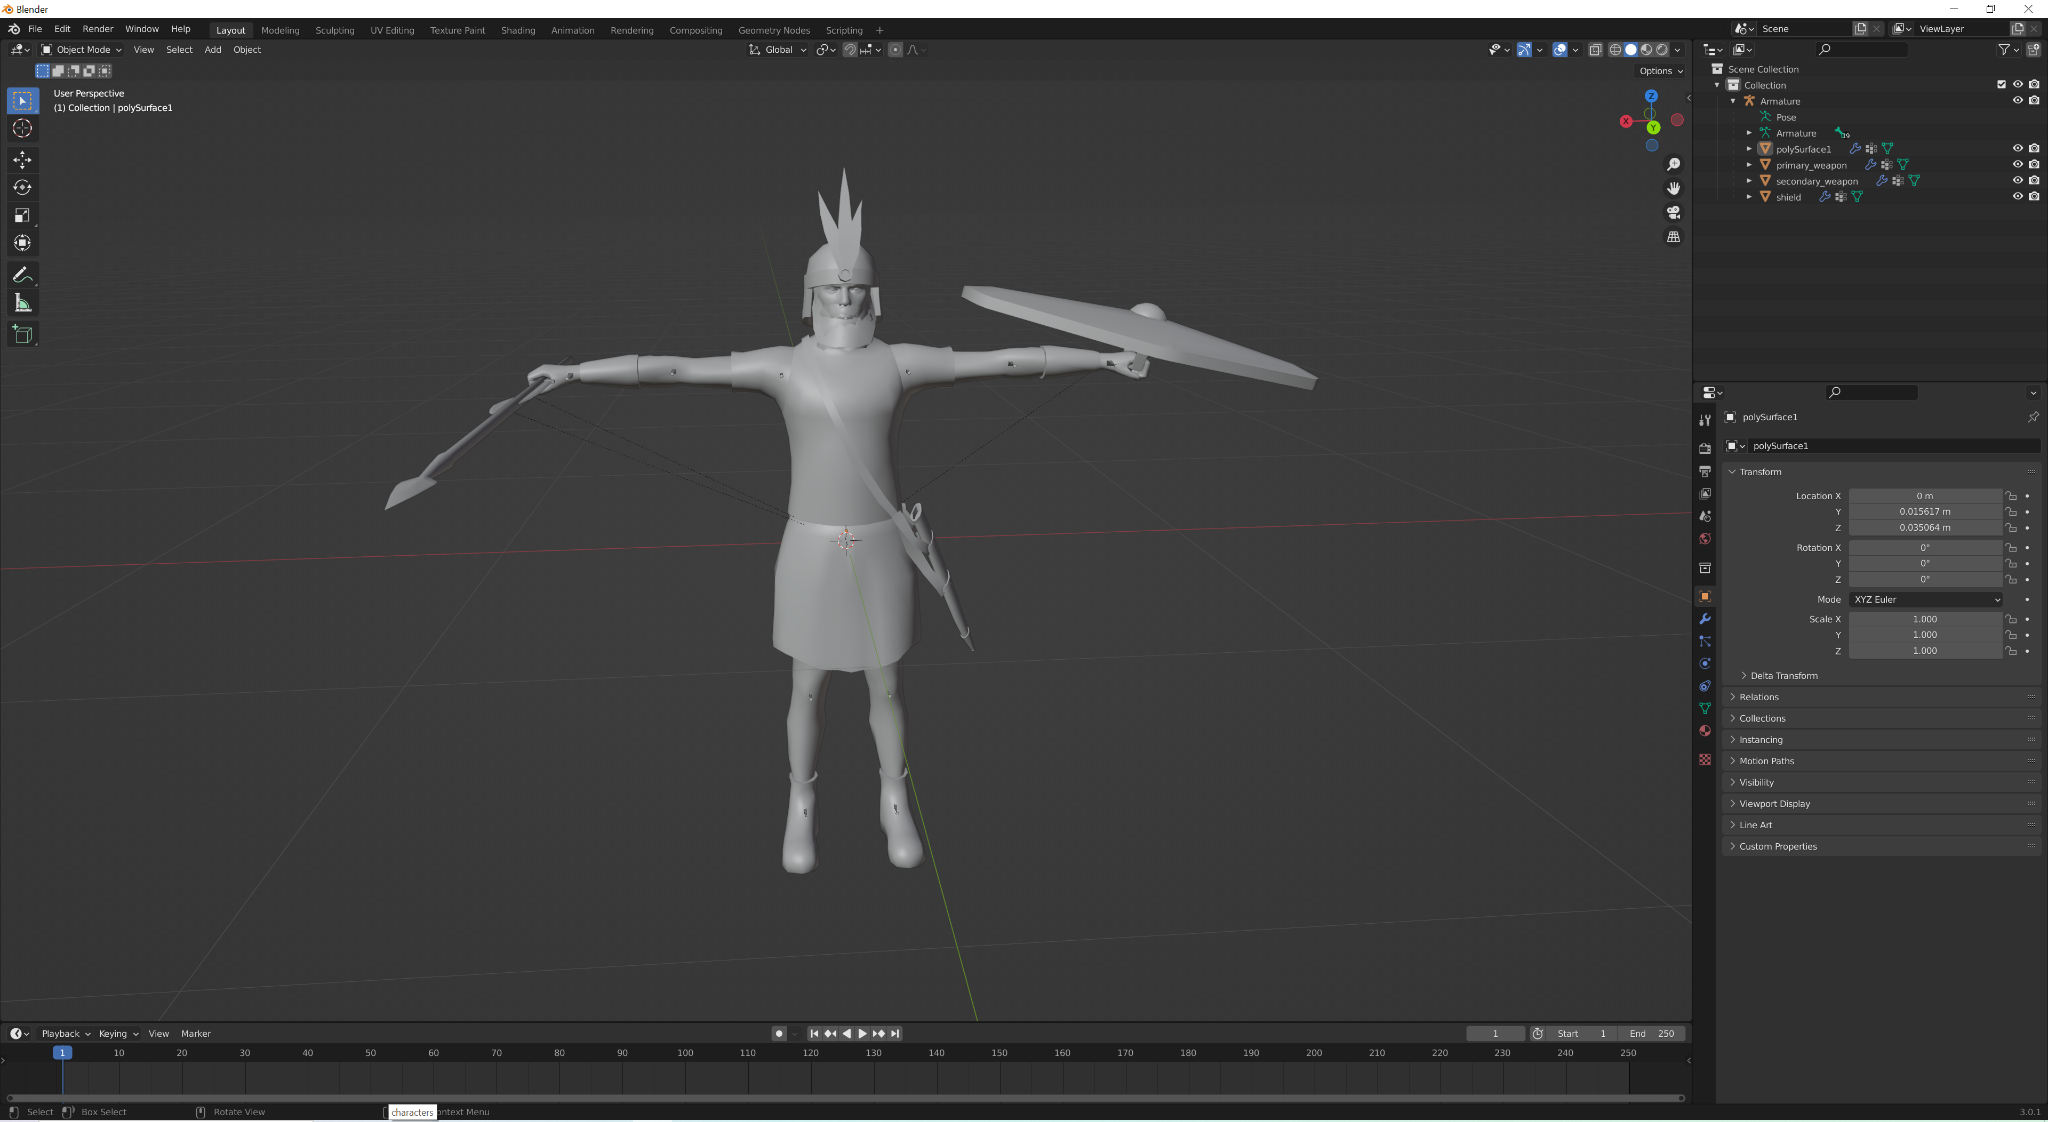 Blender
File Edit Render Window Help Layout Modeling Sculpting UV Editing Texture Paint Shading Animation Rendering Compositing Geometry Nodes Scripting + Scene ViewLayer
Object Mode View Select Add Object Global
Options
User Perspective
(1) Collection | polySurface1
Z
X
Y
Scene Collection
Collection
Armature
Pose
Armature 19
polySurface1
primary_weapon
secondary_weapon
shield
polySurface1
polySurface1
Transform
Location X 0 m
Y 0.015617 m
Z 0.035064 m
Rotation X 0°
Y 0°
Z 0°
Mode XYZ Euler
Scale X 1.000
Y 1.000
Z 1.000
Delta Transform
Relations
Collections
Instancing
Motion Paths
Visibility
Viewport Display
Line Art
Custom Properties
Playback Keying View Marker 1 Start 1 End 250
1 10 20 30 40 50 60 70 80 90 100 110 120 130 140 150 160 170 180 190 200 210 220 230 240 250
Select Box Select Rotate View characters ontext Menu 3.0.1